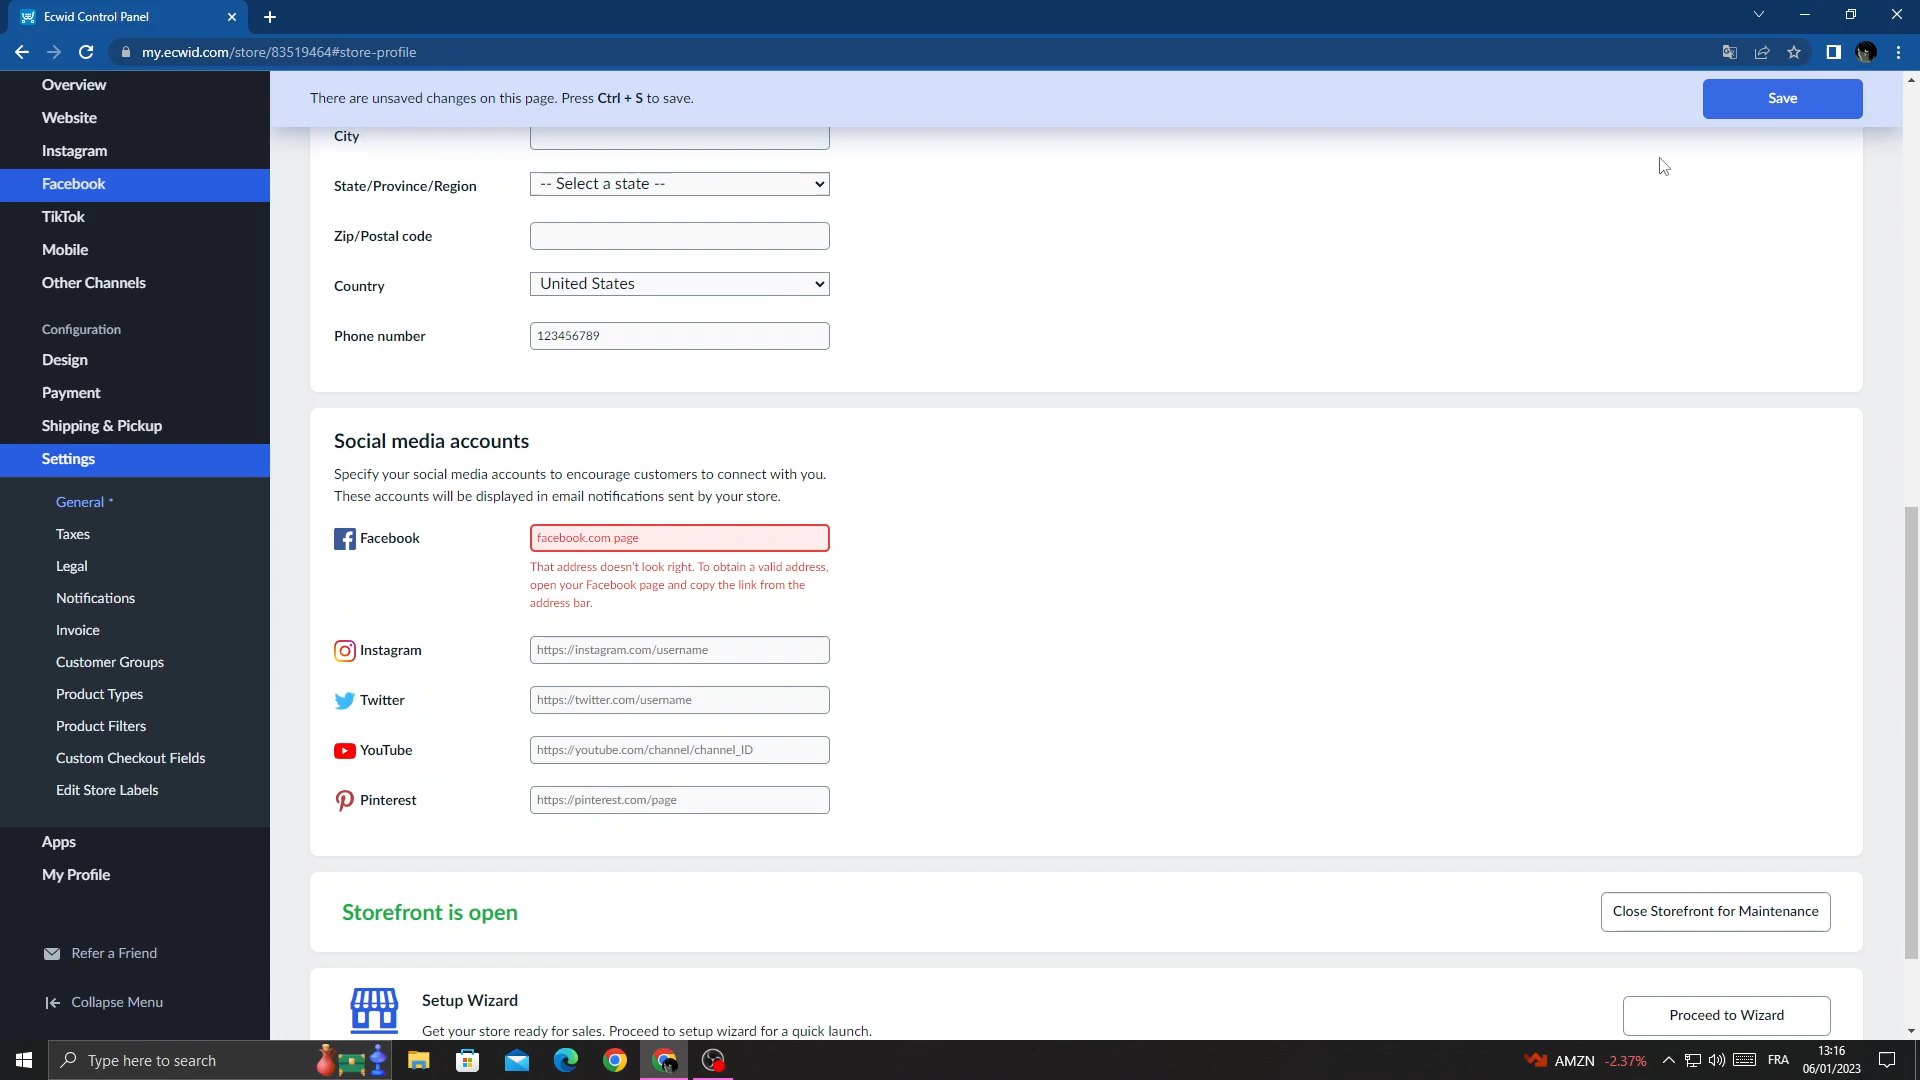 Ecwid Control Panel
my.ecwid.com/store/83519464#store-profile
There are unsaved changes on this page. Press Ctrl + S to save.
Save
Overview
Website
Instagram
Facebook
TikTok
Mobile
Other Channels
Configuration
Design
Payment
Shipping & Pickup
Settings
General *
Taxes
Legal
Notifications
Invoice
Customer Groups
Product Types
Product Filters
Custom Checkout Fields
Edit Store Labels
Apps
My Profile
Refer a Friend
Collapse Menu
City
State/Province/Region
-- Select a state --
Zip/Postal code
Country
United States
Phone number
123456789
Social media accounts
Specify your social media accounts to encourage customers to connect with you.
These accounts will be displayed in email notifications sent by your store.
Facebook
facebook.com page
That address doesn't look right. To obtain a valid address,
open your Facebook page and copy the link from the
address bar.
Instagram
https://instagram.com/username
Twitter
https://twitter.com/username
YouTube
https://youtube.com/channel/channel_ID
Pinterest
https://pinterest.com/page
Storefront is open
Close Storefront for Maintenance
Setup Wizard
Get your store ready for sales. Proceed to setup wizard for a quick launch.
Proceed to Wizard
Type here to search
AMZN -2.37%
FRA
13:16
06/01/2023